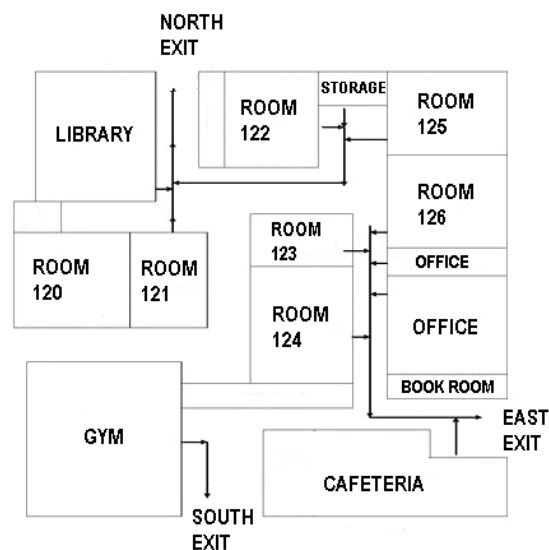 NORTH
EXIT
STORAGE
LIBRARY
ROOM
122
ROOM
125
ROOM
126
ROOM
123
OFFICE
ROOM
120
ROOM
121
ROOM
124
OFFICE
BOOK ROOM
GYM
EAST
EXIT
CAFETERIA
SOUTH
EXIT